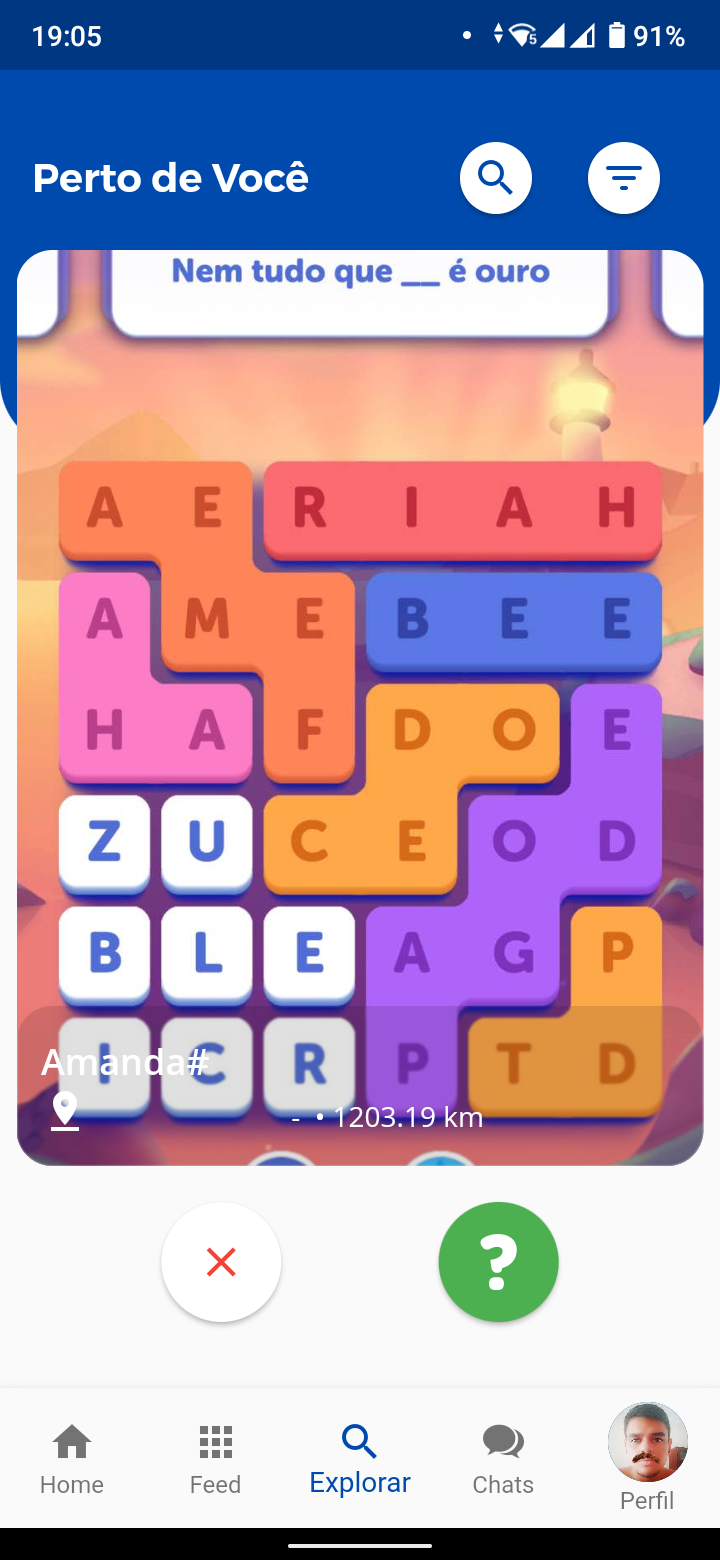 19:05
5
91%
Perto de Você
Nem tudo que __ é ouro
A E R I A H
A M E B E E
H A F D O E
Z U C E O D
B L E A G P
I C R P T D
Amanda#
- • 1203.19 km
?
Home Feed Explorar Chats Perfil